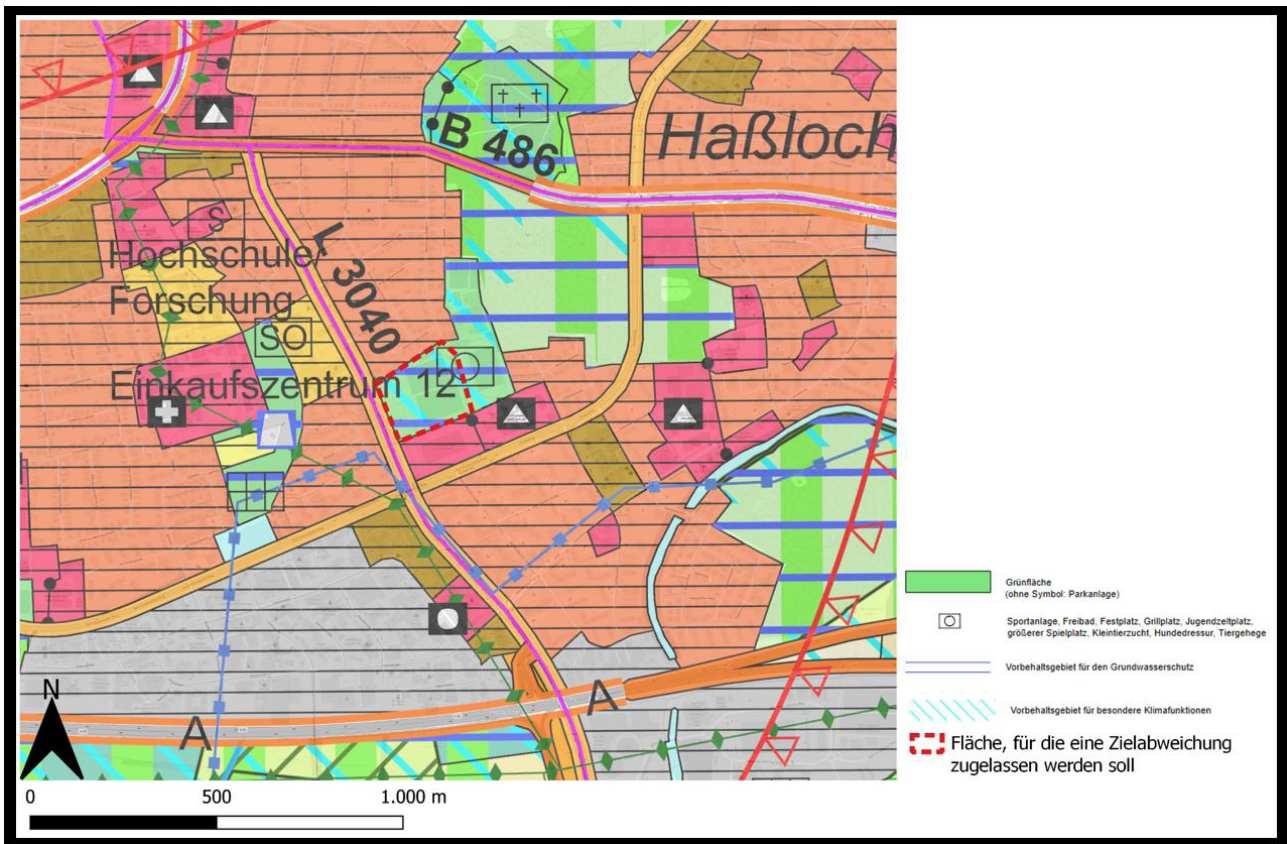 B 486
Haßloch
S
Hochschule/
Forschung
L 3040
SO
Einkaufszentrum 12
A
A
N
0 500 1.000 m
Grünfläche
(ohne Symbol: Parkanlage)
Sportanlage, Freibad, Festplatz, Grillplatz, Jugendzeltplatz,
größerer Spielplatz, Kleintierzucht, Hundedressur, Tiergehege
Vorbehaltsgebiet für den Grundwasserschutz
Vorbehaltsgebiet für besondere Klimafunktionen
Fläche, für die eine Zielabweichung
zugelassen werden soll